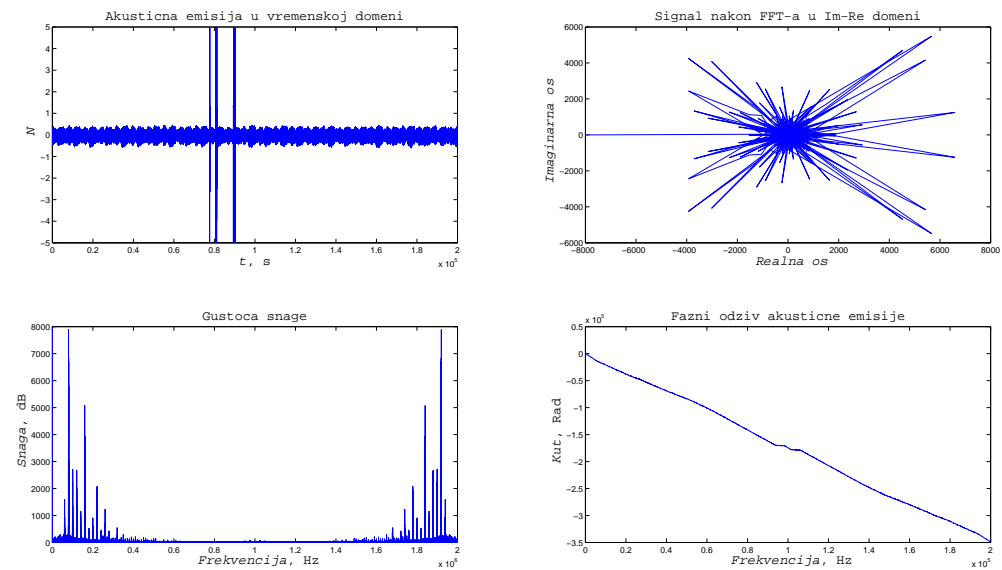 Akusticna emisija u vremenskoj domeni
5
4
3
2
1
0
−1
−2
−3
−4
−5
N
0 0.2 0.4 0.6 0.8 1 1.2 1.4 1.6 1.8 2
x 10^5
t, s
Signal nakon FFT-a u Im-Re domeni
6000
4000
2000
0
−2000
−4000
−6000
Imaginarna os
−8000 −6000 −4000 −2000 0 2000 4000 6000 8000
Realna os
Gustoca snage
8000
7000
6000
5000
4000
3000
2000
1000
0
Snaga, dB
0 0.2 0.4 0.6 0.8 1 1.2 1.4 1.6 1.8 2
x 10^6
Frekvencija, Hz
Fazni odziv akusticne emisije
x 10^5
0.5
0
−0.5
−1
−1.5
−2
−2.5
−3
−3.5
Kut, Rad
0 0.2 0.4 0.6 0.8 1 1.2 1.4 1.6 1.8 2
x 10^5
Frekvencija, Hz